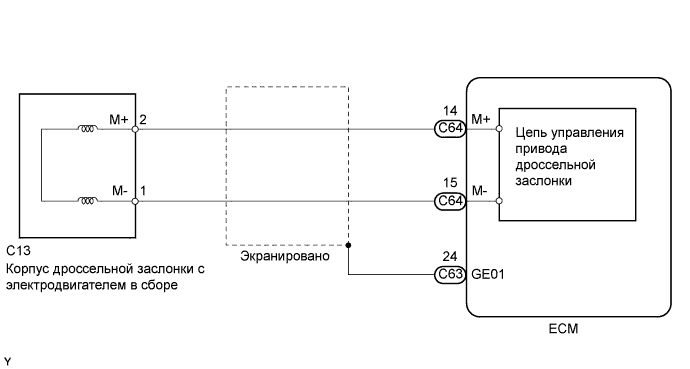 M+
2
M-
1
C13
Корпус дроссельной заслонки с
электродвигателем в сборе
Экранировано
14
C64
M+
15
C64
M-
24
C63
GE01
Цепь управления
привода
дроссельной
заслонки
ECM
Y